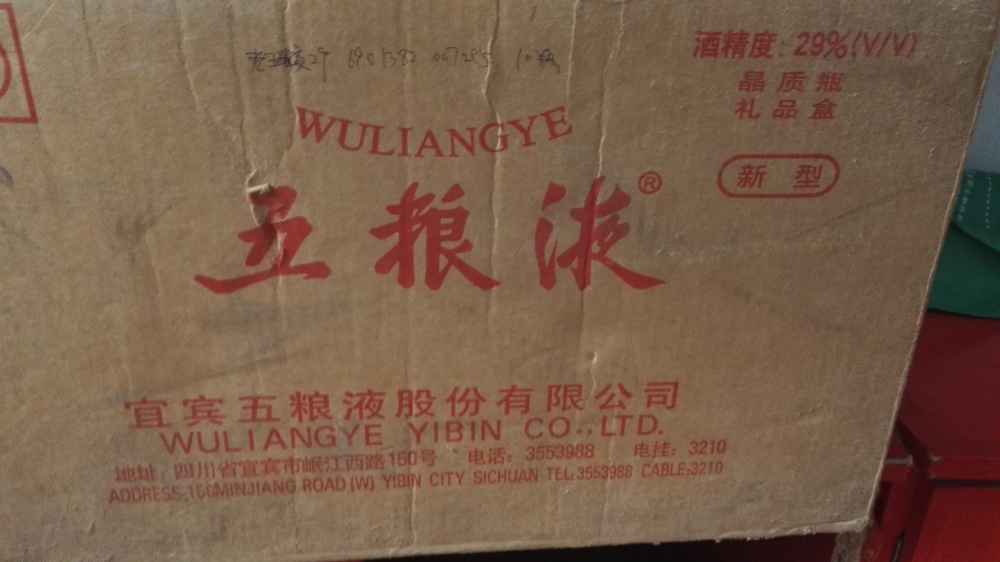 酒精度：29%(V/V)
晶质瓶
礼品盒
新 型
WULIANGYE
五粮液®
宜宾五粮液股份有限公司
WULIANGYE YIBIN CO.,LTD.
地址：四川省宜宾市岷江西路150号 电话：3553988 电挂：3210
ADDRESS:150MINJIANG ROAD (W) YIBIN CITY SICHUAN TEL:3553988 CABLE:3210